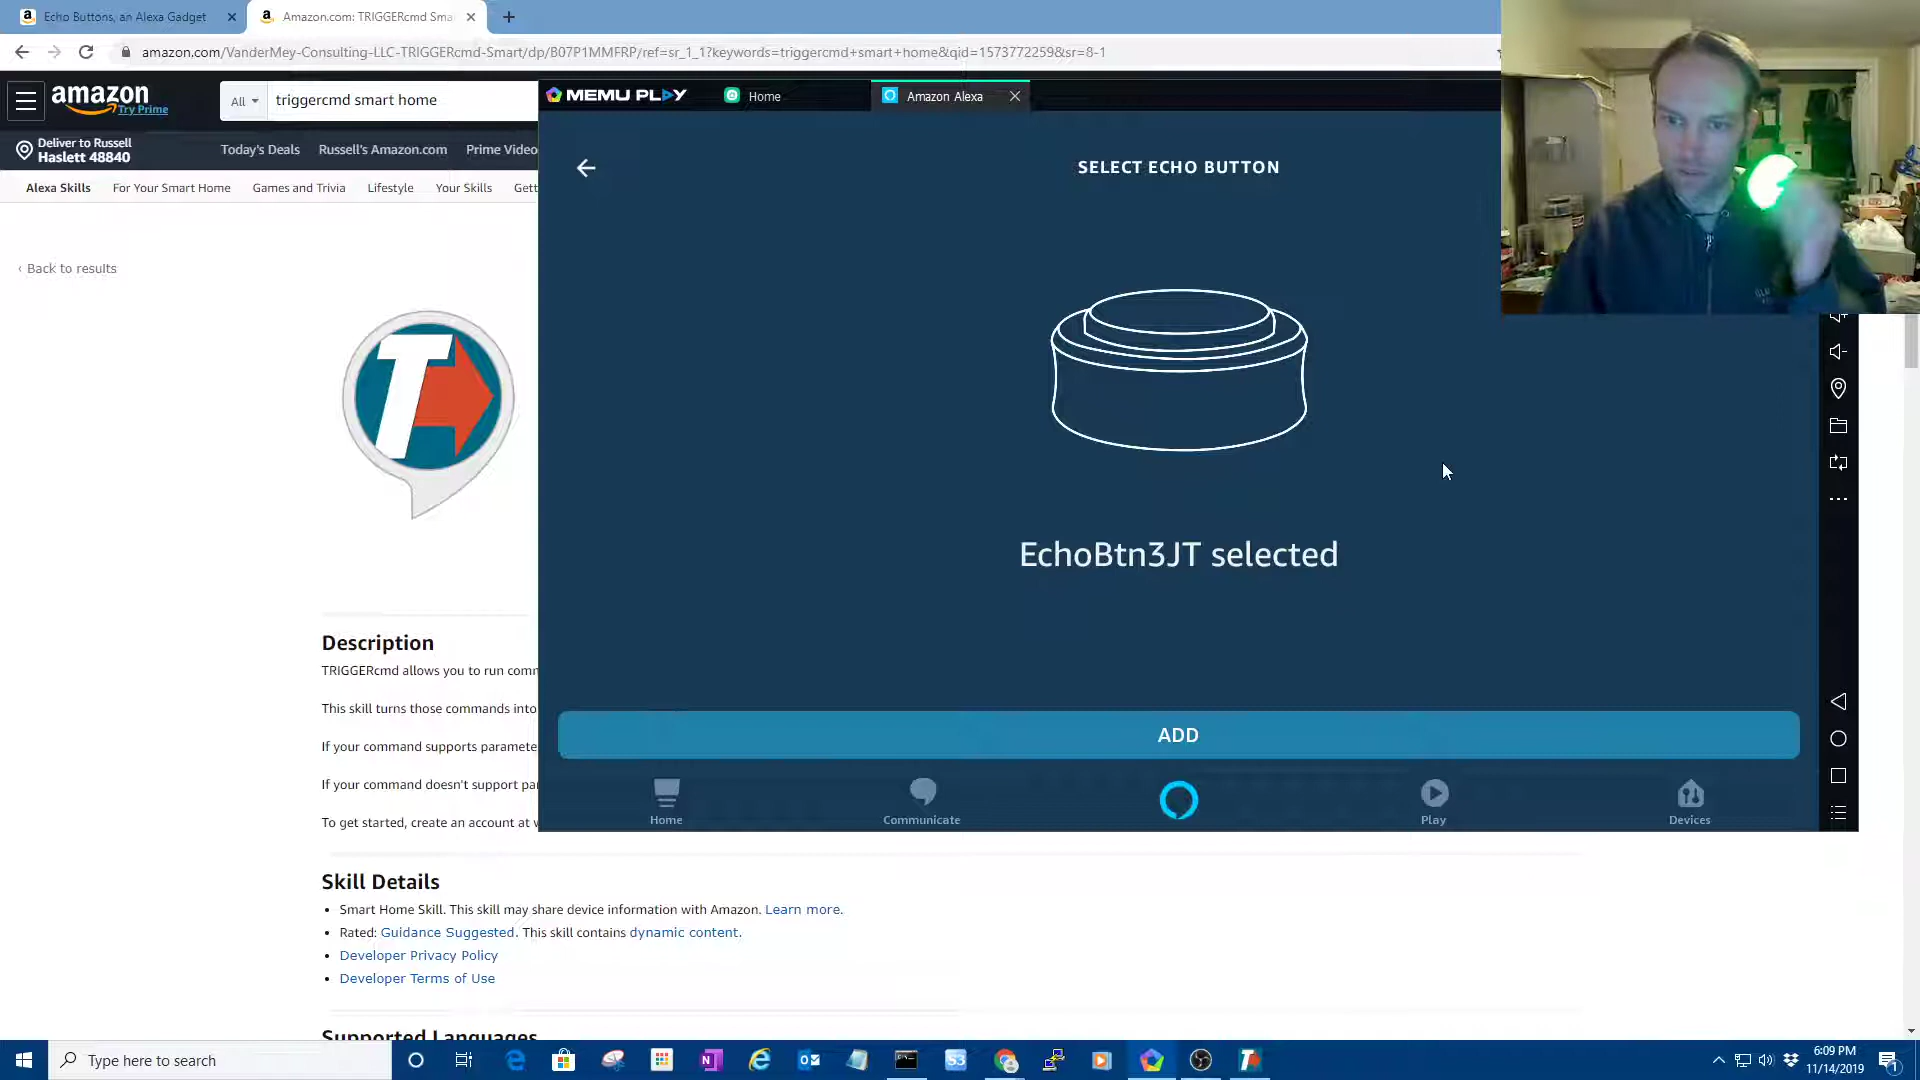 Echo Buttons, an Alexa Gadget
Amazon.com: TRIGGERcmd Sma
amazon.com/VanderMey-Consulting-LLC-TRIGGERcmd-Smart/dp/B07P1MMFRP/ref=sr_1_1?keywords=triggercmd+smart+home&qid=1573772259&sr=8-1
amazon
Try Prime
All
triggercmd smart home
MEMU PLAY
Home
Amazon Alexa
Deliver to Russell
Haslett 48840
Today's Deals
Russell's Amazon.com
Prime Video
SELECT ECHO BUTTON
Alexa Skills
For Your Smart Home
Games and Trivia
Lifestyle
Your Skills
Gett
‹ Back to results
T
EchoBtn3JT selected
Description
TRIGGERcmd allows you to run comm
This skill turns those commands into
If your command supports paramete
If your command doesn't support pa
To get started, create an account at w
ADD
Home
Communicate
Play
Devices
Skill Details
• Smart Home Skill. This skill may share device information with Amazon. Learn more.
• Rated: Guidance Suggested. This skill contains dynamic content.
• Developer Privacy Policy
• Developer Terms of Use
Supported Languages
Type here to search
S3
6:09 PM
11/14/2019
1